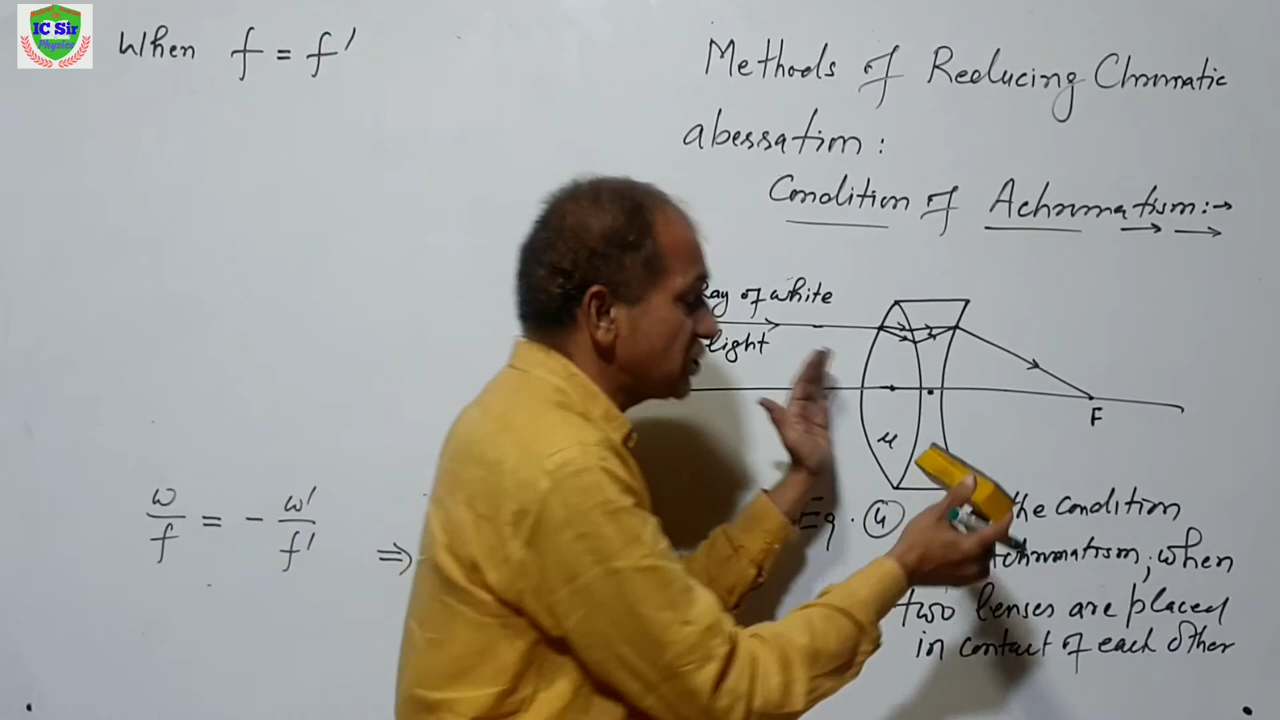 IC Sir
Physics
When f = f'
Methods of Reducing Chromatic
abessation:
Condition of Achromatism:→
Ray of white
light
μ
F
ω/f = - ω'/f' ⇒
Eq. (4) the condition
Achromatism, when
two lenses are placed
in contact of each other